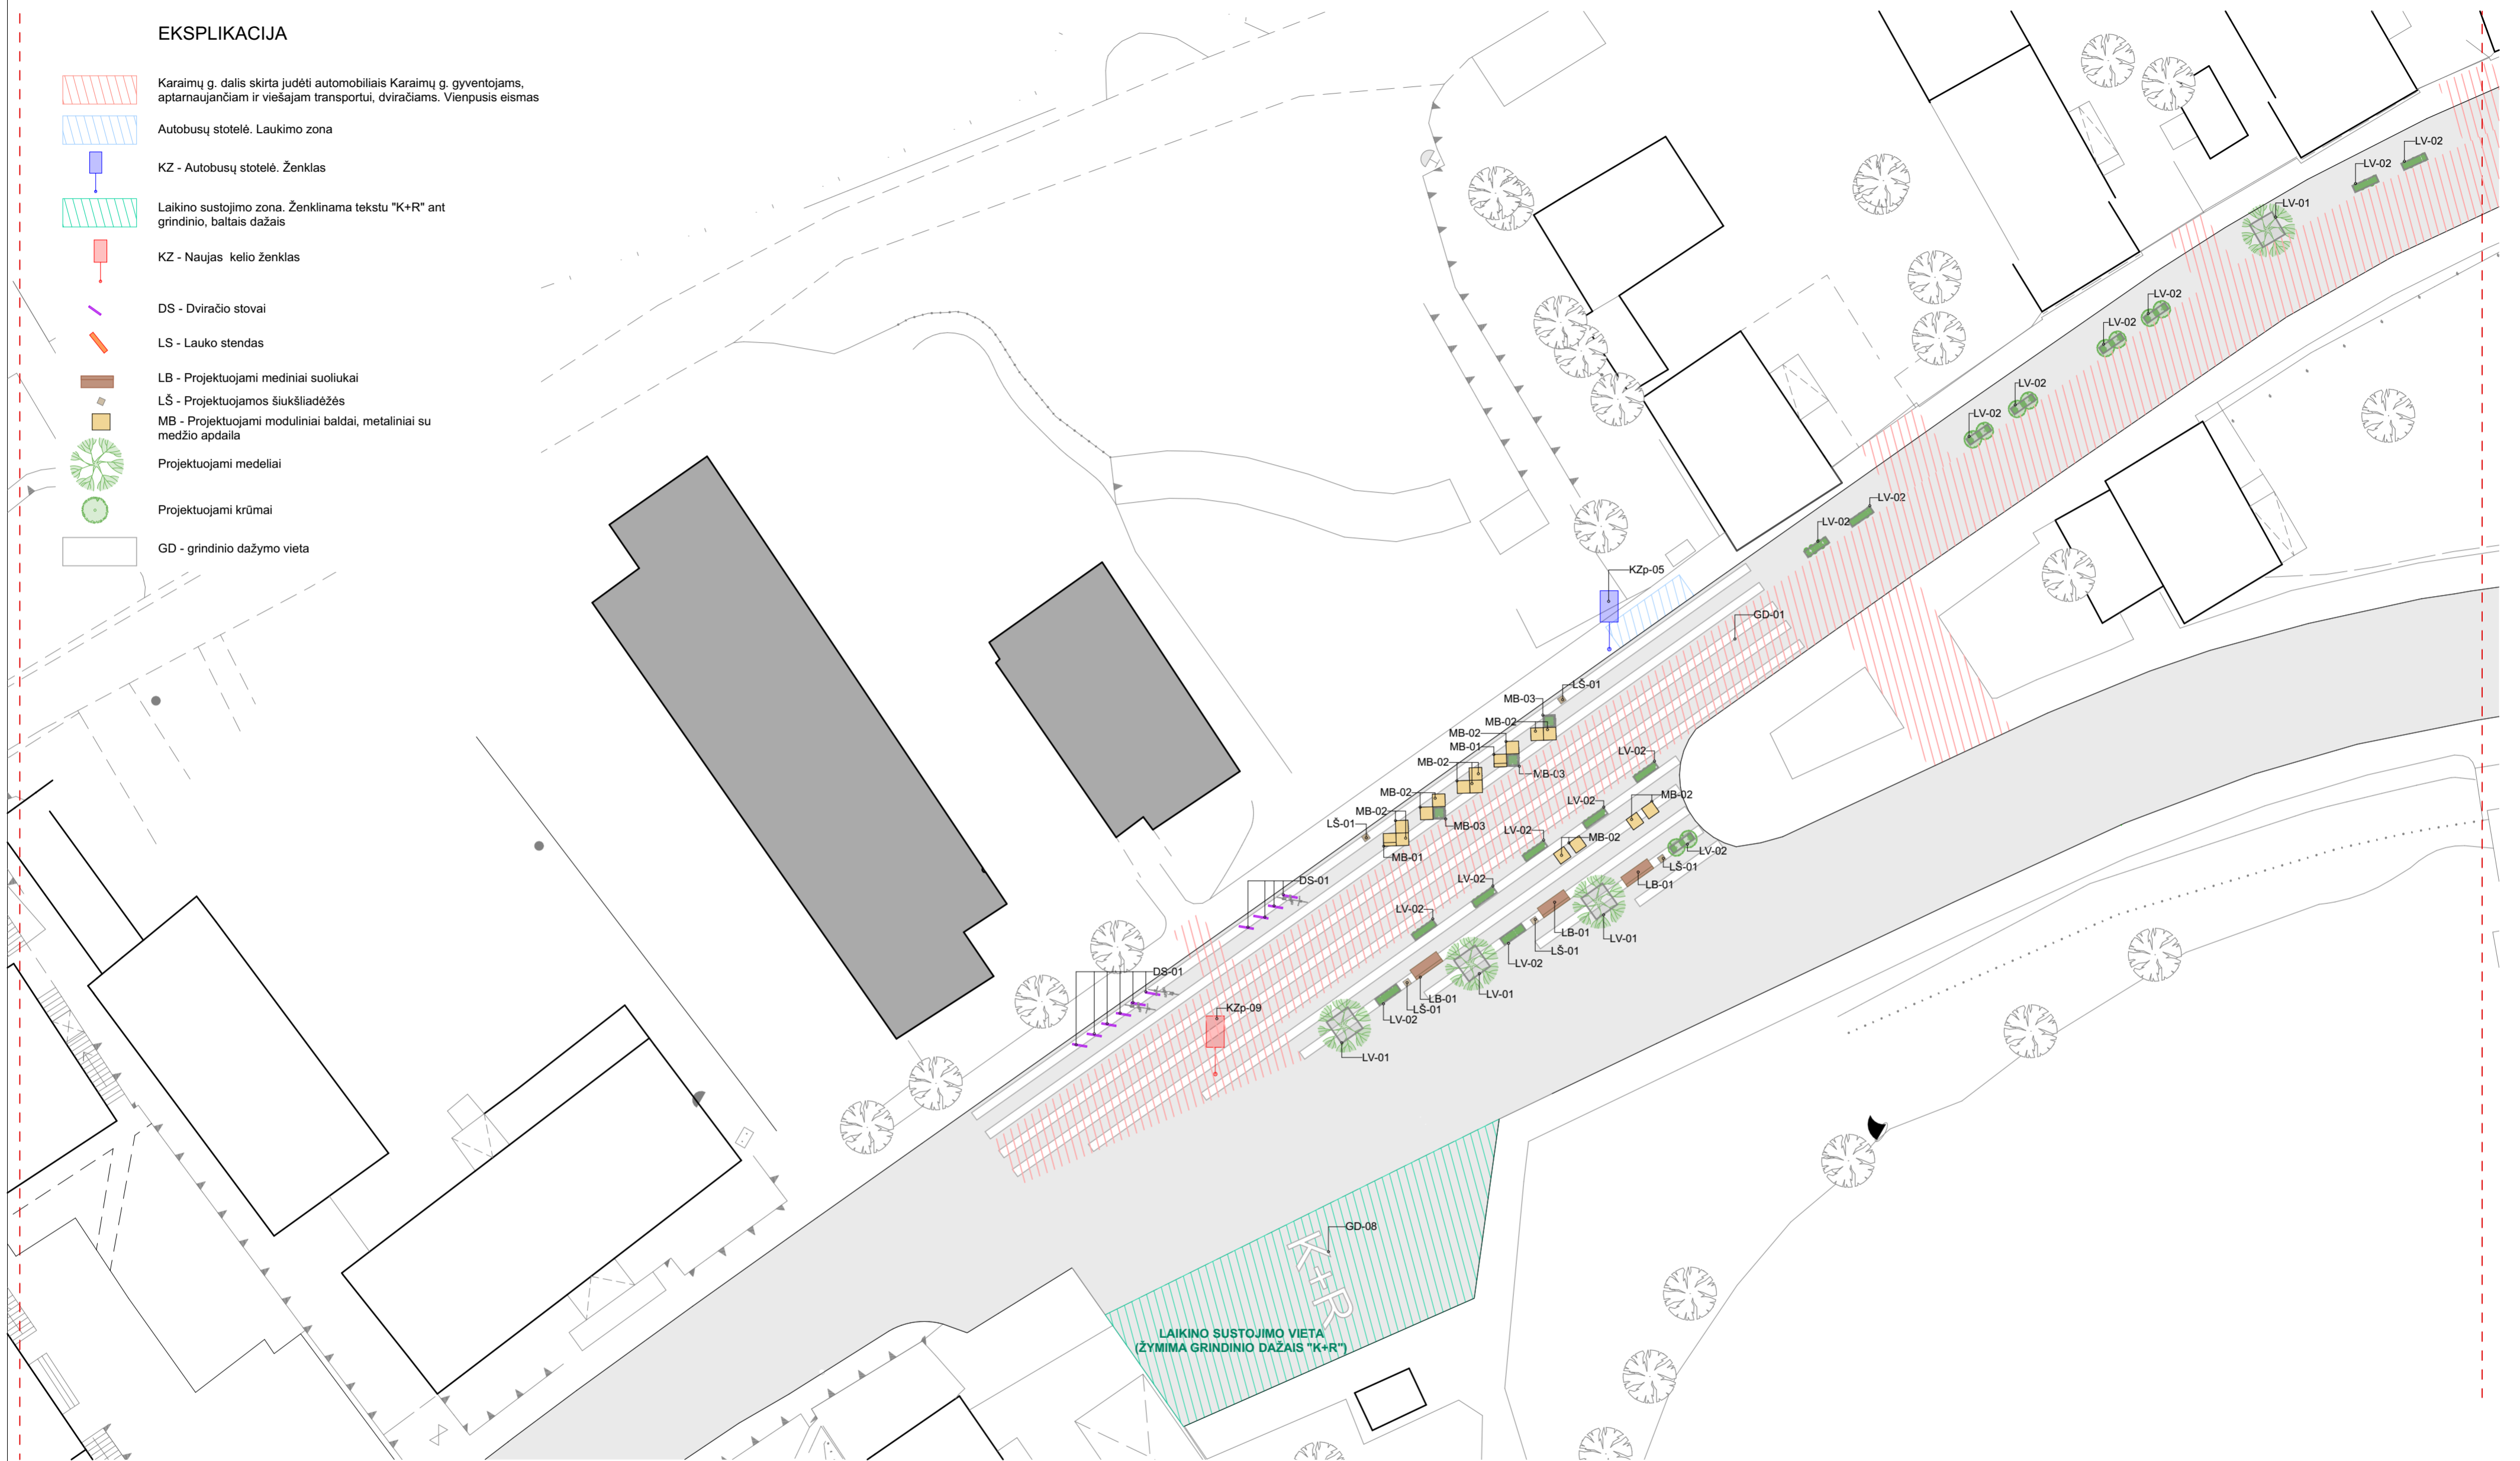 EKSPLIKACIJA
Karaimų g. dalis skirta judėti automobiliais Karaimų g. gyventojams,
aptarnaujančiam ir viešajam transportui, dviračiams. Vienpusis eismas
Autobusų stotelė. Laukimo zona
KZ - Autobusų stotelė. Ženklas
Laikino sustojimo zona. Ženklinama tekstu "K+R" ant
grindinio, baltais dažais
KZ - Naujas kelio ženklas
DS - Dviračio stovai
LS - Lauko stendas
LB - Projektuojami mediniai suoliukai
LŠ - Projektuojamos šiukšliadėžės
MB - Projektuojami moduliniai baldai, metaliniai su
medžio apdaila
Projektuojami medeliai
Projektuojami krūmai
GD - grindinio dažymo vieta
LV-02
LV-02
LV-01
LV-02
LV-02
LV-02
LV-02
LV-02
LV-02
KZp-05
GD-01
LŠ-01
MB-03
MB-02
MB-02
MB-01
LV-02
MB-02
MB-03
MB-02
MB-02
LV-02
MB-02
LŠ-01
MB-03
LV-02
MB-02
MB-01
LV-02
LŠ-01
DS-01
LV-02
LB-01
LV-02
LB-01
LV-01
LŠ-01
LV-02
DS-01
LV-01
LB-01
KZp-09
LŠ-01
LV-02
LV-01
GD-08
K+R
LAIKINO SUSTOJIMO VIETA
(ŽYMIMA GRINDINIO DAŽAIS "K+R")